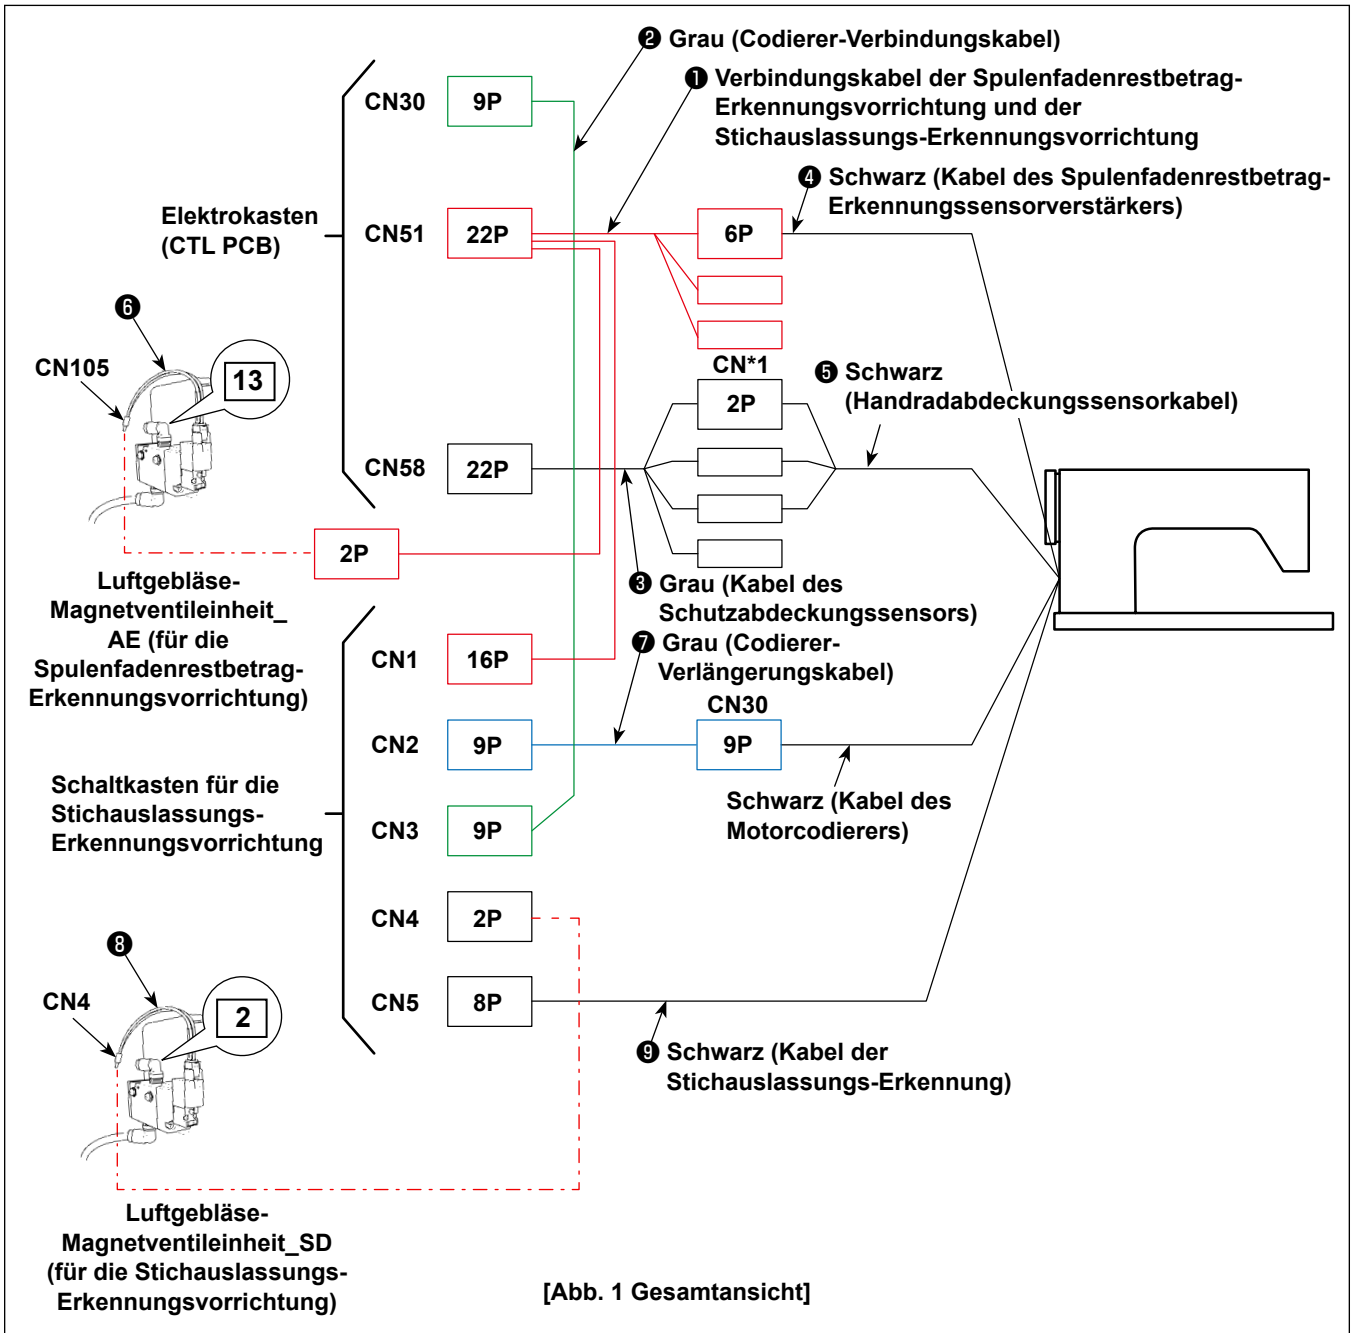 ❷ Grau (Codierer-Verbindungskabel)
❶ Verbindungskabel der Spulenfadenrestbetrag-
Erkennungsvorrichtung und der
Stichauslassungs-Erkennungsvorrichtung
CN30
9P
❹ Schwarz (Kabel des Spulenfadenrestbetrag-
Erkennungssensorverstärkers)
Elektrokasten
(CTL PCB)
CN51
22P
6P
❻
CN105
13
CN*1
2P
❺ Schwarz
(Handradabdeckungssensorkabel)
CN58
22P
2P
❸ Grau (Kabel des
Schutzabdeckungssensors)
Luftgebläse-
Magnetventileinheit_
AE (für die
Spulenfadenrestbetrag-
Erkennungsvorrichtung)
CN1
16P
❼ Grau (Codierer-
Verlängerungskabel)
CN2
9P
CN30
9P
Schaltkasten für die
Stichauslassungs-
Erkennungsvorrichtung
Schwarz (Kabel des
Motorcodierers)
CN3
9P
CN4
2P
❽
CN4
2
CN5
8P
❾ Schwarz (Kabel der
Stichauslassungs-Erkennung)
Luftgebläse-
Magnetventileinheit_SD
(für die Stichauslassungs-
Erkennungsvorrichtung)
[Abb. 1 Gesamtansicht]